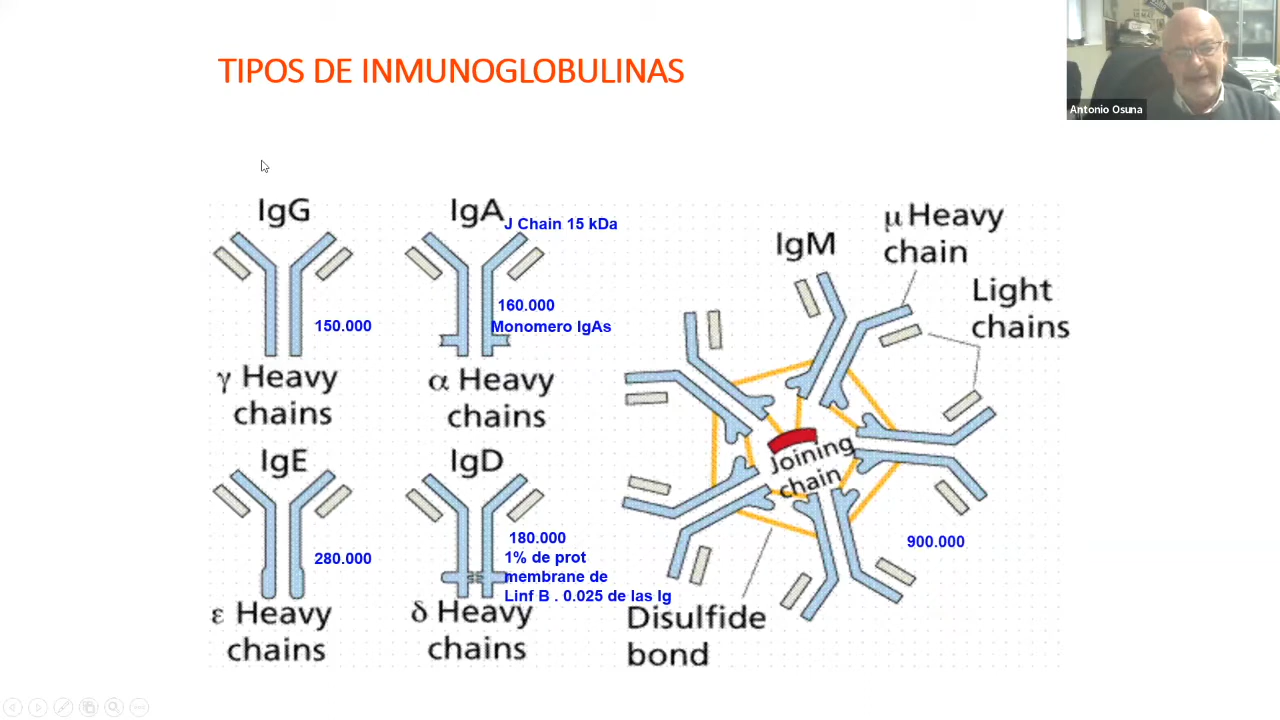 TIPOS DE INMUNOGLOBULINAS
Antonio Osuna
IgG
150.000
γ Heavy
chains
IgA
J Chain 15 kDa
160.000
Monomero IgAs
α Heavy
chains
IgE
280.000
ε Heavy
chains
IgD
180.000
1% de prot
membrane de
Linf B . 0.025 de las Ig
δ Heavy
chains
IgM
μ Heavy
chain
Light
chains
Joining
chain
900.000
Disulfide
bond